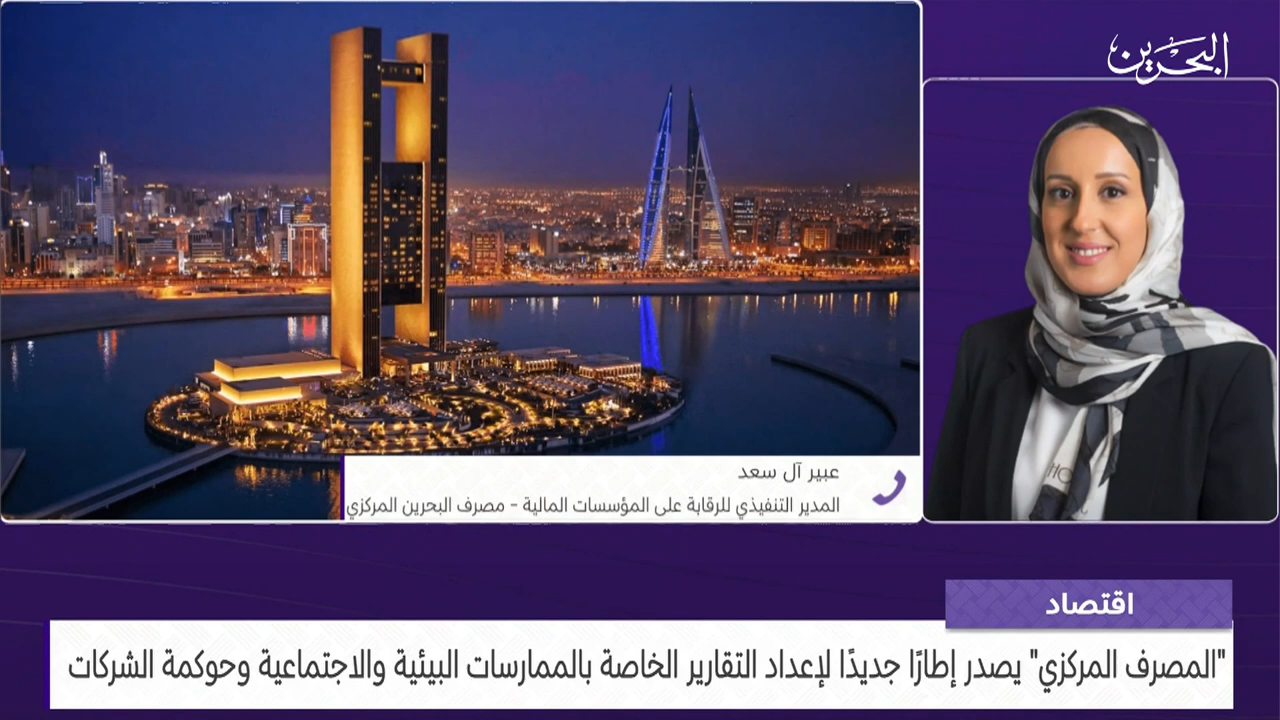 البحرين
عبير آل سعد
المدير التنفيذي للرقابة على المؤسسات المالية - مصرف البحرين المركزي
اقتصاد
"المصرف المركزي" يصدر إطارًا جديدًا لإعداد التقارير الخاصة بالممارسات البيئية والاجتماعية وحوكمة الشركات